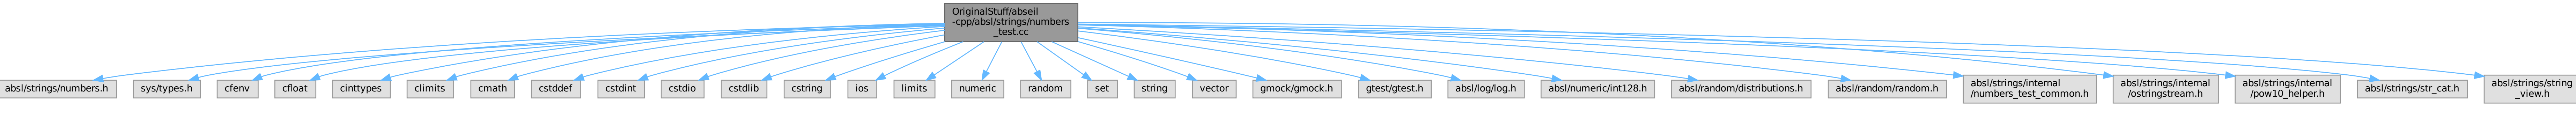 OriginalStuff/abseil
-cpp/absl/strings/numbers
_test.cc
absl/strings/numbers.h
sys/types.h
cfenv
cfloat
cinttypes
climits
cmath
cstddef
cstdint
cstdio
cstdlib
cstring
ios
limits
numeric
random
set
string
vector
gmock/gmock.h
gtest/gtest.h
absl/log/log.h
absl/numeric/int128.h
absl/random/distributions.h
absl/random/random.h
absl/strings/internal
/numbers_test_common.h
absl/strings/internal
/ostringstream.h
absl/strings/internal
/pow10_helper.h
absl/strings/str_cat.h
absl/strings/string
_view.h